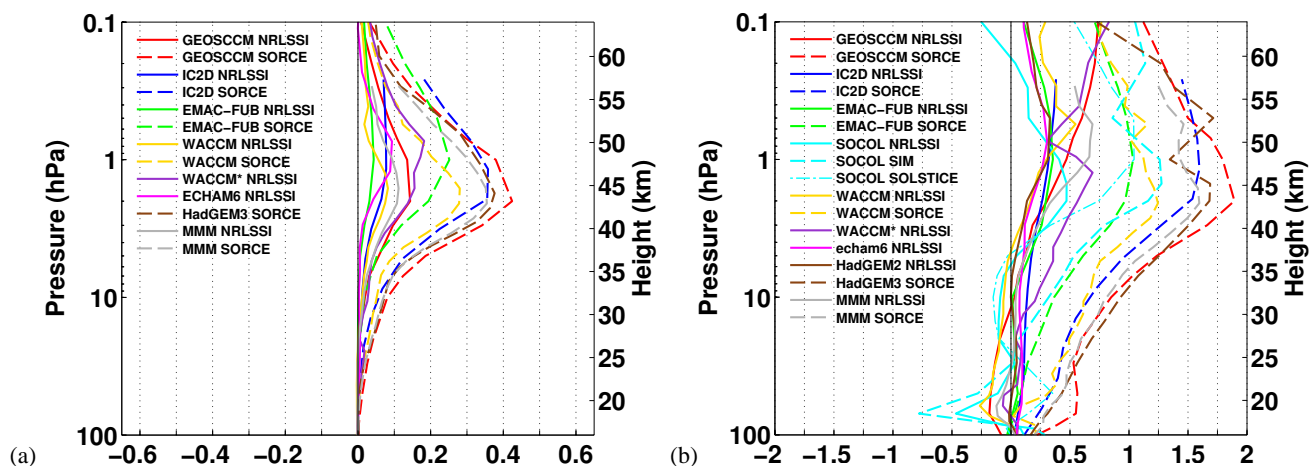 0.1
1
10
100
Pressure (hPa)
GEOSCCM NRLSSI
GEOSCCM SORCE
IC2D NRLSSI
IC2D SORCE
EMAC−FUB NRLSSI
EMAC−FUB SORCE
WACCM NRLSSI
WACCM SORCE
WACCM* NRLSSI
ECHAM6 NRLSSI
HadGEM3 SORCE
MMM NRLSSI
MMM SORCE
60
55
50
45
40
35
30
25
20
Height (km)
(a)
−0.6 −0.4 −0.2 0 0.2 0.4 0.6
0.1
1
10
100
Pressure (hPa)
GEOSCCM NRLSSI
GEOSCCM SORCE
IC2D NRLSSI
IC2D SORCE
EMAC−FUB NRLSSI
EMAC−FUB SORCE
SOCOL NRLSSI
SOCOL SIM
SOCOL SOLSTICE
WACCM NRLSSI
WACCM SORCE
WACCM* NRLSSI
echam6 NRLSSI
HadGEM2 NRLSSI
HadGEM3 SORCE
MMM NRLSSI
MMM SORCE
60
55
50
45
40
35
30
25
20
Height (km)
(b)
−2 −1.5 −1 −0.5 0 0.5 1 1.5 2